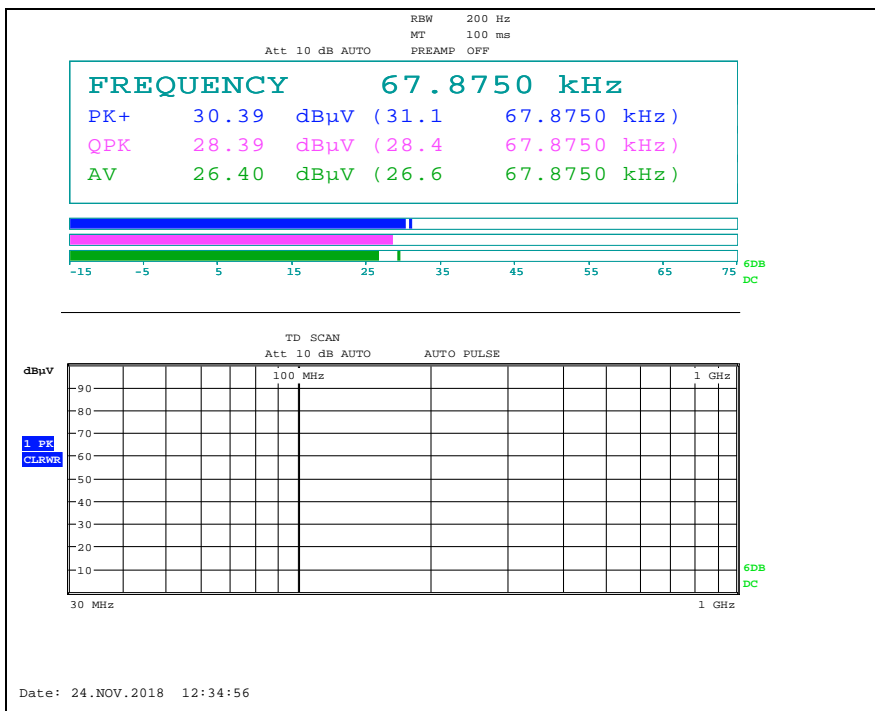 RBW 200 Hz
MT 100 ms
Att 10 dB AUTO PREAMP OFF
FREQUENCY 67.8750 kHz
PK+ 30.39 dBµV (31.1 67.8750 kHz)
QPK 28.39 dBµV (28.4 67.8750 kHz)
AV 26.40 dBµV (26.6 67.8750 kHz)
-15 -5 5 15 25 35 45 55 65 75
6DB
DC
TD SCAN
Att 10 dB AUTO AUTO PULSE
dBµV
100 MHz 1 GHz
90
80
70
1 PK
CLRWR
60
50
40
30
20
10
6DB
DC
30 MHz 1 GHz
Date: 24.NOV.2018 12:34:56